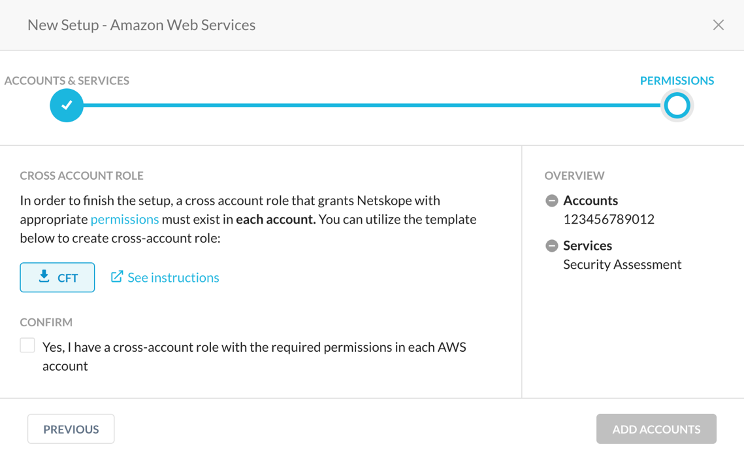 New Setup - Amazon Web Services
ACCOUNTS & SERVICES
PERMISSIONS
CROSS ACCOUNT ROLE
In order to finish the setup, a cross account role that grants Netskope with
appropriate permissions must exist in each account. You can utilize the template
below to create cross-account role:
CFT
See instructions
CONFIRM
Yes, I have a cross-account role with the required permissions in each AWS
account
OVERVIEW
Accounts
123456789012
Services
Security Assessment
PREVIOUS
ADD ACCOUNTS